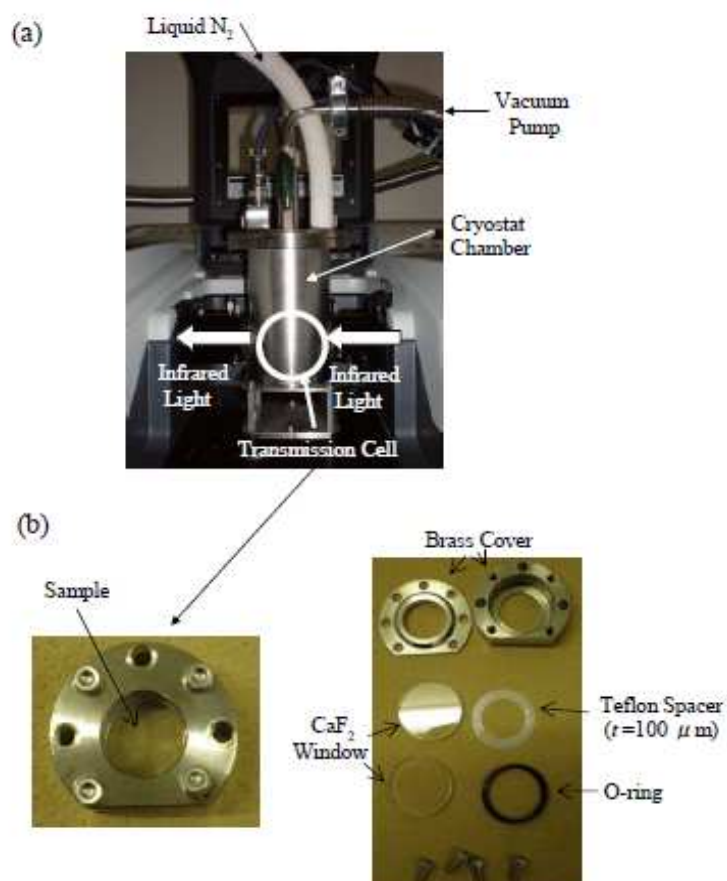 (a)
Liquid N₂
Vacuum
Pump
Cryostat
Chamber
Infrared
Light
Infrared
Light
Transmission Cell
(b)
Brass Cover
Sample
CaF₂
Window
Teflon Spacer
(t=100 μm)
O-ring